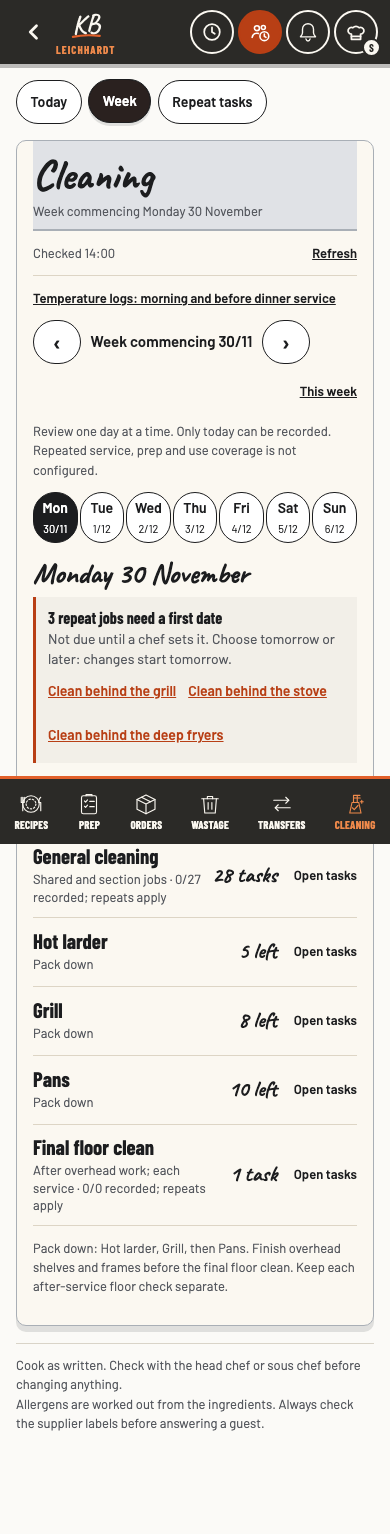 KB
LEICHHARDT
$
Today
Week
Repeat tasks
Cleaning
Week commencing Monday 30 November
Checked 14:00
Refresh
Temperature logs: morning and before dinner service
‹
Week commencing 30/11
›
This week
Review one day at a time. Only today can be recorded.
Repeated service, prep and use coverage is not
configured.
Mon Tue Wed Thu Fri Sat Sun
30/11 1/12 2/12 3/12 4/12 5/12 6/12
Monday 30 November
3 repeat jobs need a first date
Not due until a chef sets it. Choose tomorrow or
later: changes start tomorrow.
Clean behind the grill Clean behind the stove
Clean behind the deep fryers
RECIPES PREP ORDERS WASTAGE TRANSFERS CLEANING
General cleaning
Shared and section jobs · 0/27
recorded; repeats apply
28 tasks
Open tasks
Hot larder
Pack down
5 left
Open tasks
Grill
Pack down
8 left
Open tasks
Pans
Pack down
10 left
Open tasks
Final floor clean
After overhead work; each
service · 0/0 recorded; repeats
apply
1 task
Open tasks
Pack down: Hot larder, Grill, then Pans. Finish overhead
shelves and frames before the final floor clean. Keep each
after-service floor check separate.
Cook as written. Check with the head chef or sous chef before
changing anything.
Allergens are worked out from the ingredients. Always check
the supplier labels before answering a guest.